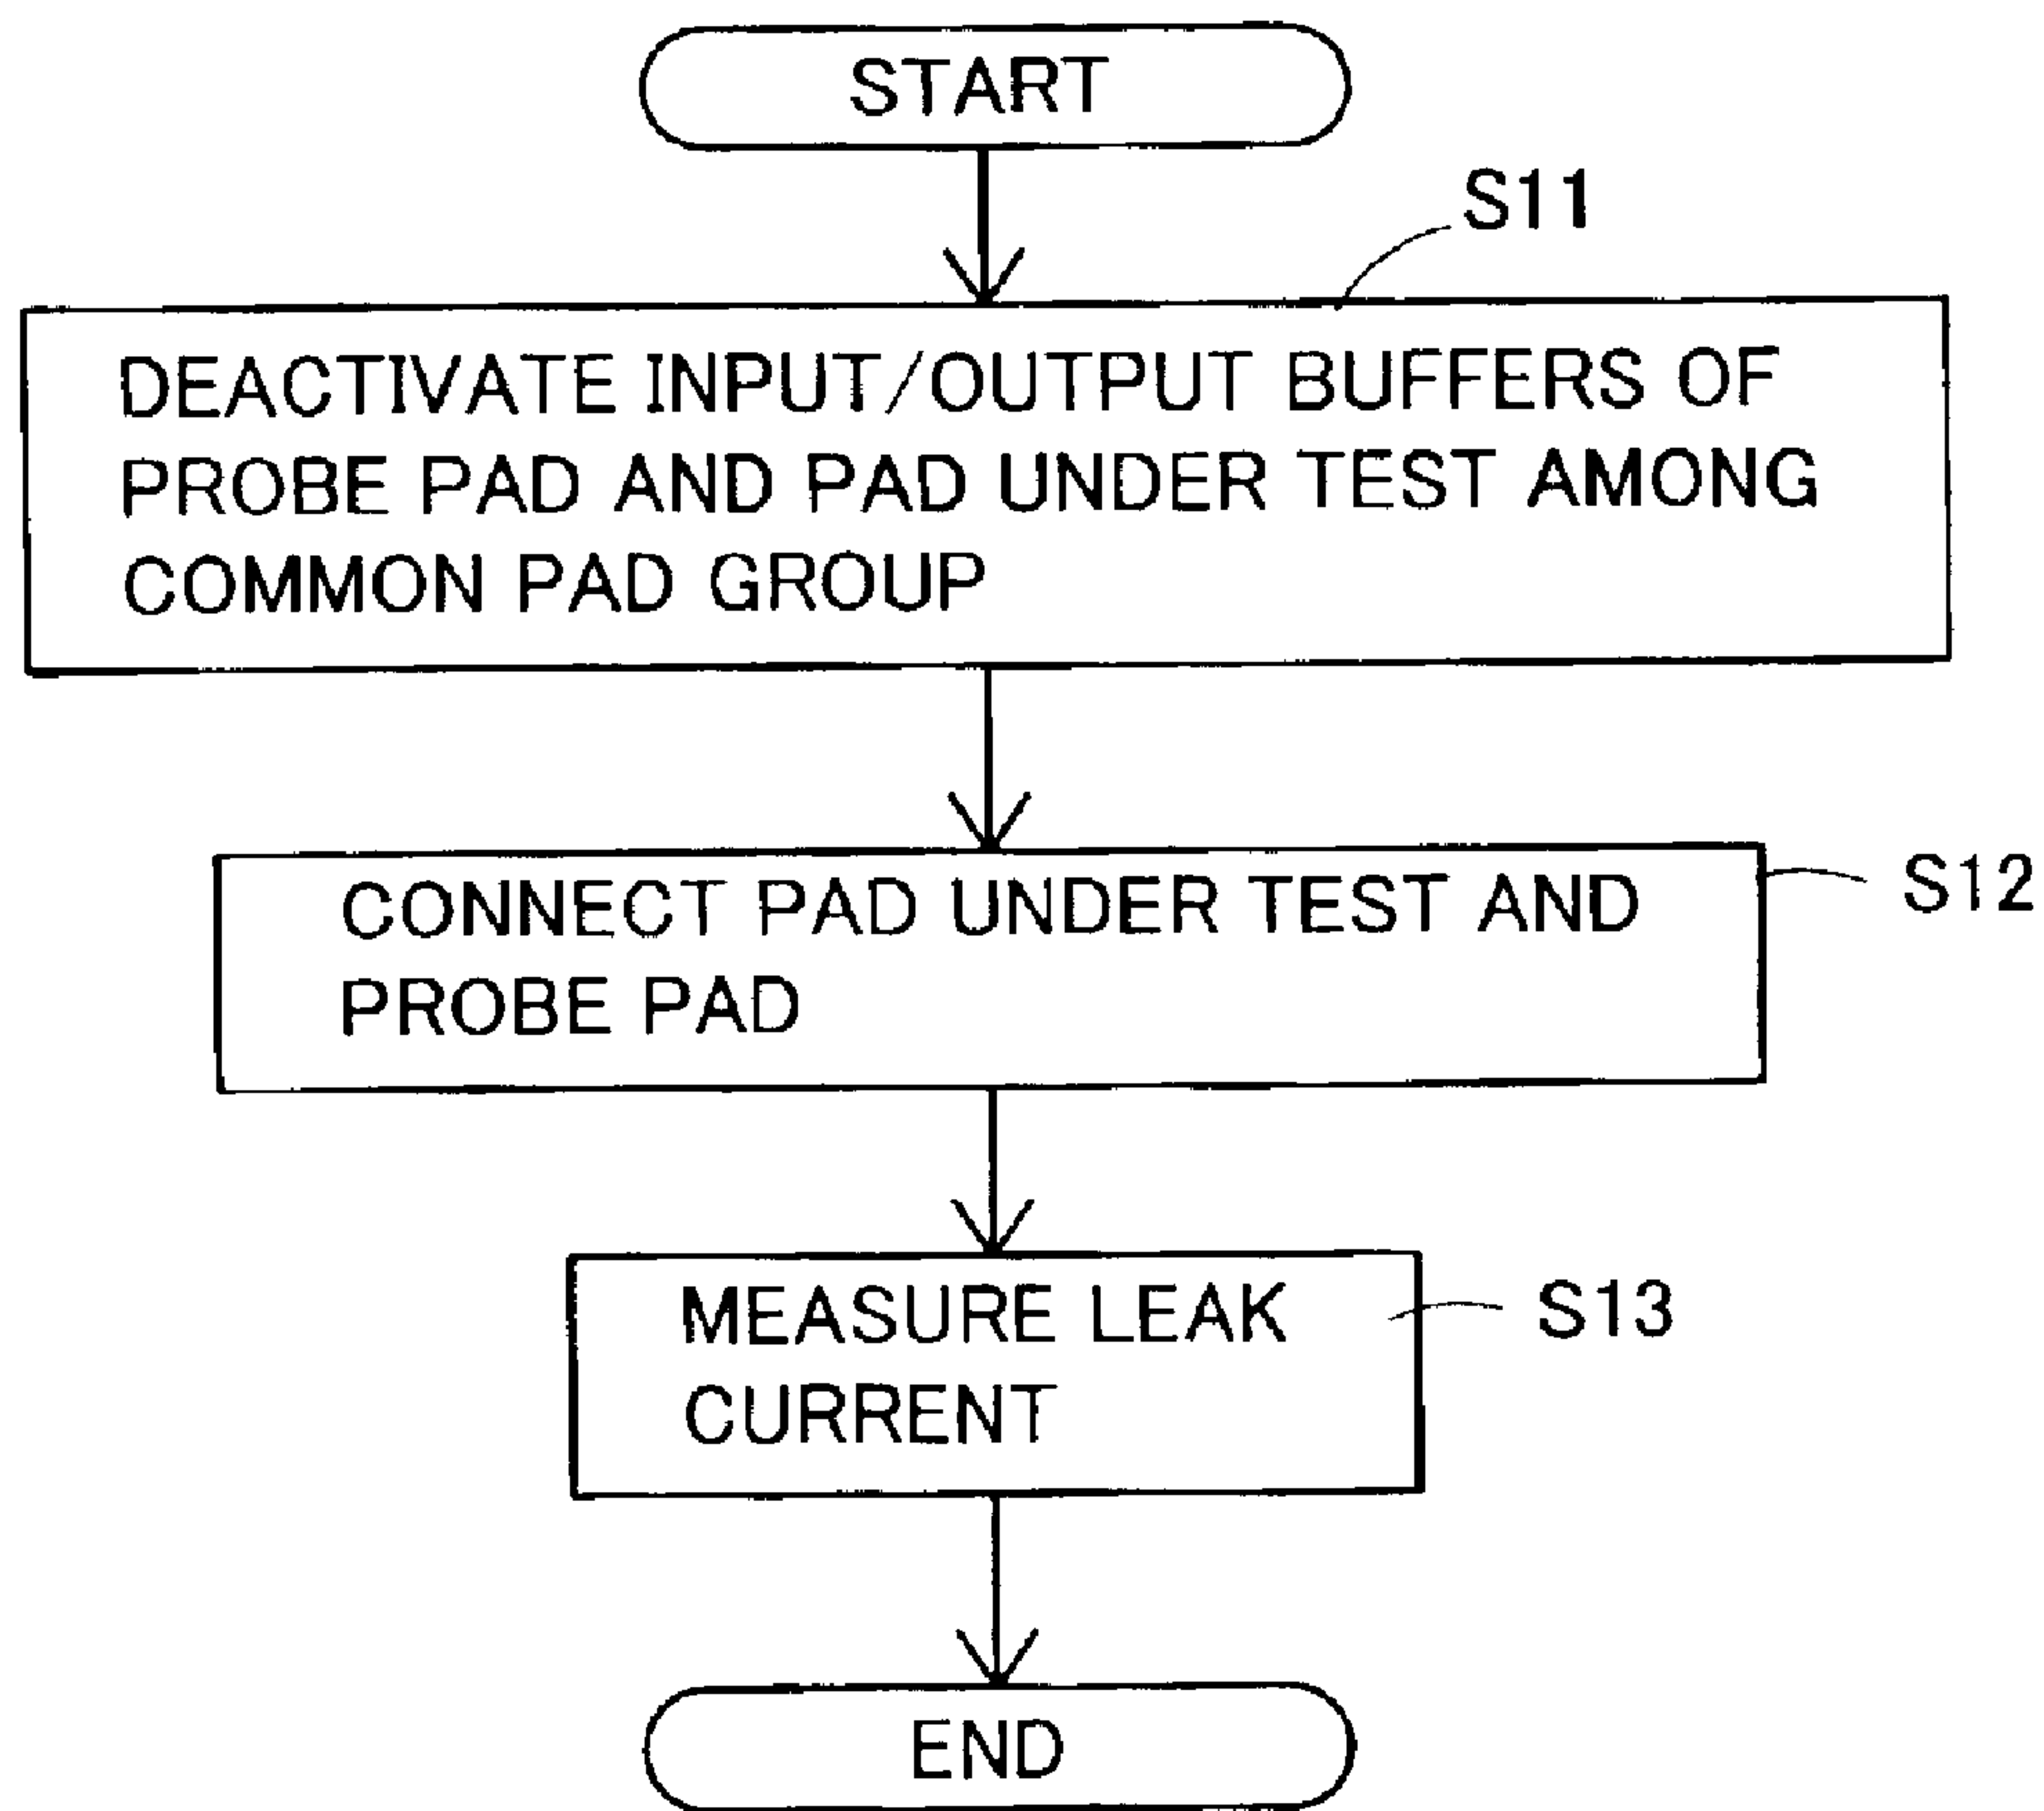 START
S11
DEACTIVATE INPUT/OUTPUT BUFFERS OF
PROBE PAD AND PAD UNDER TEST AMONG
COMMON PAD GROUP
CONNECT PAD UNDER TEST AND
PROBE PAD
S12
MEASURE LEAK
CURRENT
S13
END